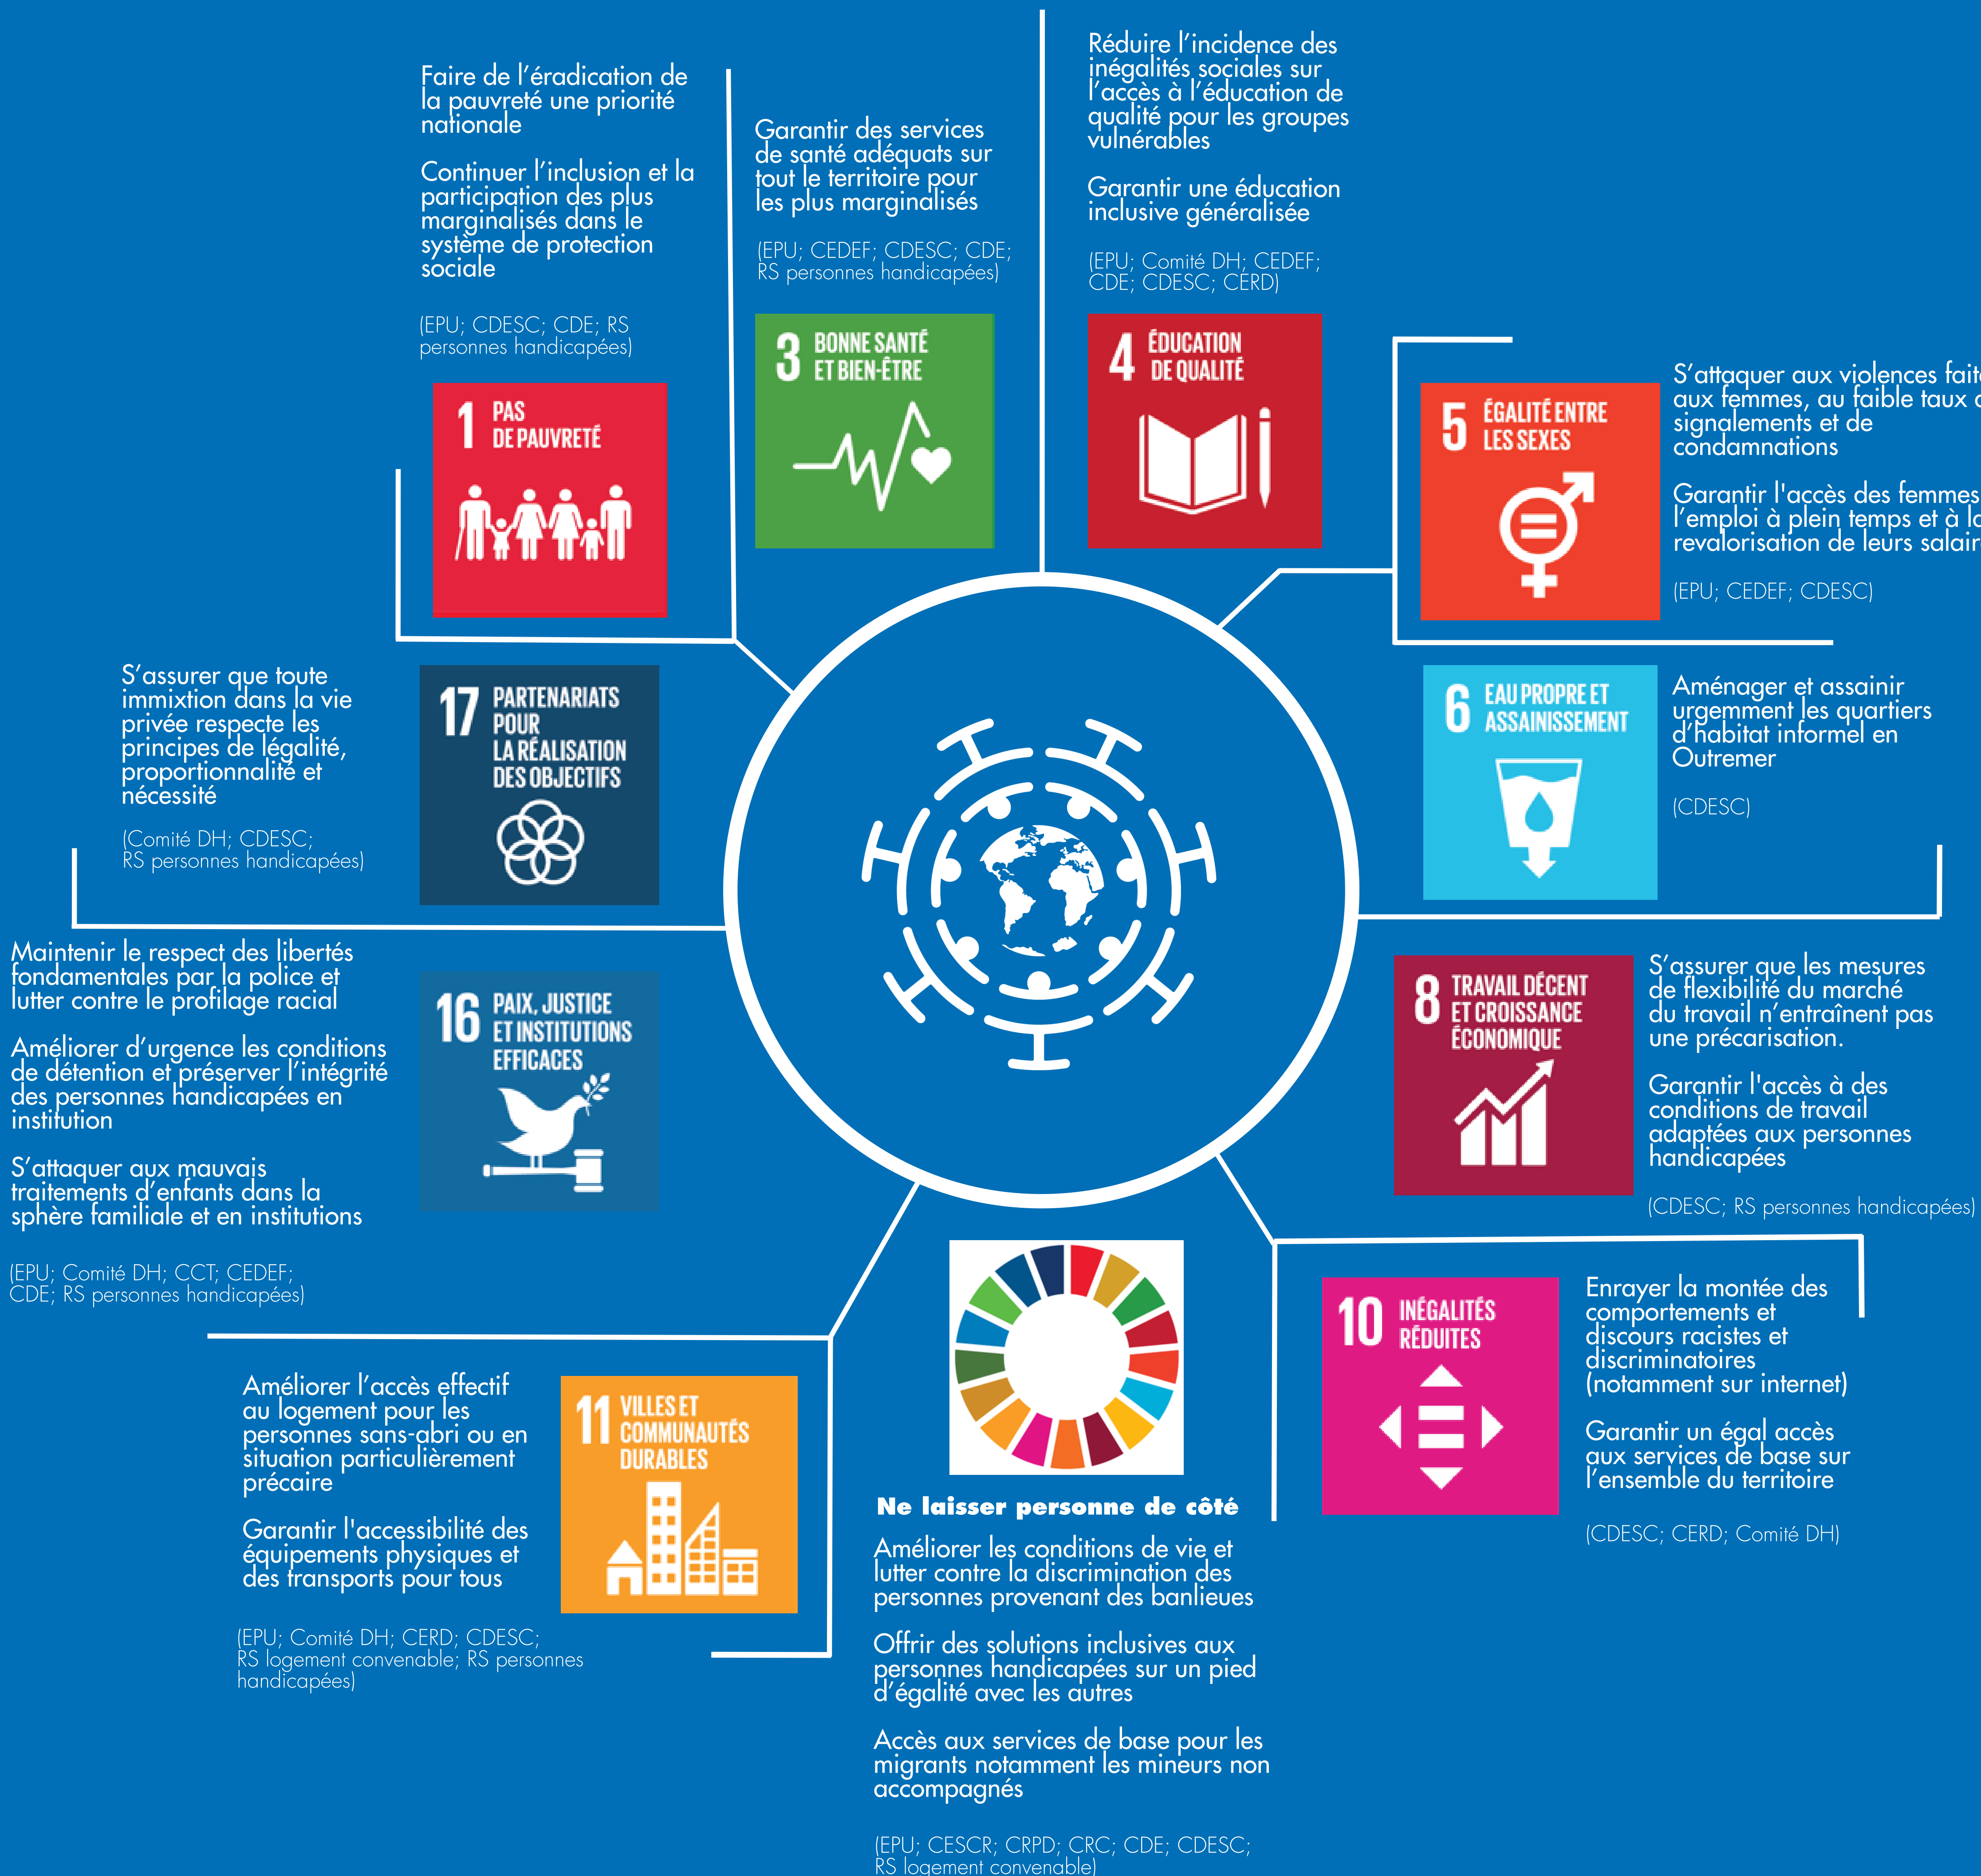 Faire de l'éradication de
la pauvreté une priorité
nationale
Continuer l'inclusion et la
participation des plus
marginalisés dans le
système de protection
sociale
(EPU; CDESC; CDE; RS
personnes handicapées)
1 PAS
DE PAUVRETÉ
Garantir des services
de santé adéquats sur
tout le territoire pour
les plus marginalisés
(EPU; CEDEF; CDESC; CDE;
RS personnes handicapées)
3 BONNE SANTÉ
ET BIEN-ÊTRE
Réduire l'incidence des
inégalités sociales sur
l'accès à l'éducation de
qualité pour les groupes
vulnérables
Garantir une éducation
inclusive généralisée
(EPU; Comité DH; CEDEF;
CDE; CDESC; CERD)
4 ÉDUCATION
DE QUALITÉ
5 ÉGALITÉ ENTRE
LES SEXES
S'attaquer aux violences
aux femmes, au faible taux
signalements et de
condamnations
Garantir l'accès des femmes
l'emploi à plein temps et à
revalorisation de leurs
(EPU; CEDEF; CDESC)
6 EAU PROPRE ET
ASSAINISSEMENT
Aménager et assainir
urgemment les quartiers
d'habitat informel en
Outremer
(CDESC)
8 TRAVAIL DÉCENT
ET CROISSANCE
ÉCONOMIQUE
S'assurer que les mesures
de flexibilité du marché
du travail n'entraînent pas
une précarisation.
Garantir l'accès à des
conditions de travail
adaptées aux personnes
handicapées
(CDESC; RS personnes handicapées)
10 INÉGALITÉS
RÉDUITES
Enrayer la montée des
comportements et
discours racistes et
discriminatoires
(notamment sur internet)
Garantir un égal accès
aux services de base sur
l'ensemble du territoire
(CDESC; CERD; Comité DH)
Ne laisser personne de côté
Améliorer les conditions de vie et
lutter contre la discrimination des
personnes provenant des banlieues
Offrir des solutions inclusives aux
personnes handicapées sur un pied
d'égalité avec les autres
Accès aux services de base pour les
migrants notamment les mineurs non
accompagnés
(EPU; CESCR; CRPD; CRC; CDE; CDESC;
RS logement convenable)
Améliorer l'accès effectif
au logement pour les
personnes sans-abri ou en
situation particulièrement
précaire
Garantir l'accessibilité des
équipements physiques et
des transports pour tous
(EPU; Comité DH; CERD; CDESC;
RS logement convenable; RS personnes
handicapées)
11 VILLES ET
COMMUNAUTÉS
DURABLES
Maintenir le respect des libertés
fondamentales par la police et
lutter contre le profilage racial
Améliorer d'urgence les conditions
de détention et préserver l'intégrité
des personnes handicapées en
institution
S'attaquer aux mauvais
traitements d'enfants dans la
sphère familiale et en institutions
(EPU; Comité DH; CCT; CEDEF;
CDE; RS personnes handicapées)
16 PAIX, JUSTICE
ET INSTITUTIONS
EFFICACES
S'assurer que toute
immixtion dans la vie
privée respecte les
principes de légalité,
proportionnalité et
nécessité
(Comité DH; CDESC;
RS personnes handicapées)
17 PARTENARIATS
POUR
LA RÉALISATION
DES OBJECTIFS